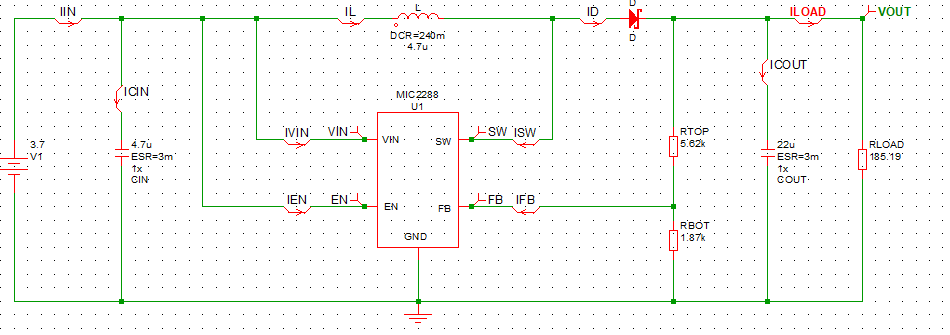 IIN
IL
L
ID
D
ILOAD
VOUT
DCR=240m
4.7u
D
ICOUT
ICIN
MIC2288
U1
3.7
V1
4.7u
ESR=3m
1x
CIN
IVIN
VIN
VIN
SW
SW
ISW
RTOP
5.62k
22u
ESR=3m
1x
COUT
RLOAD
185.19
IEN
EN
EN
FB
FB
IFB
RBOT
1.87k
GND